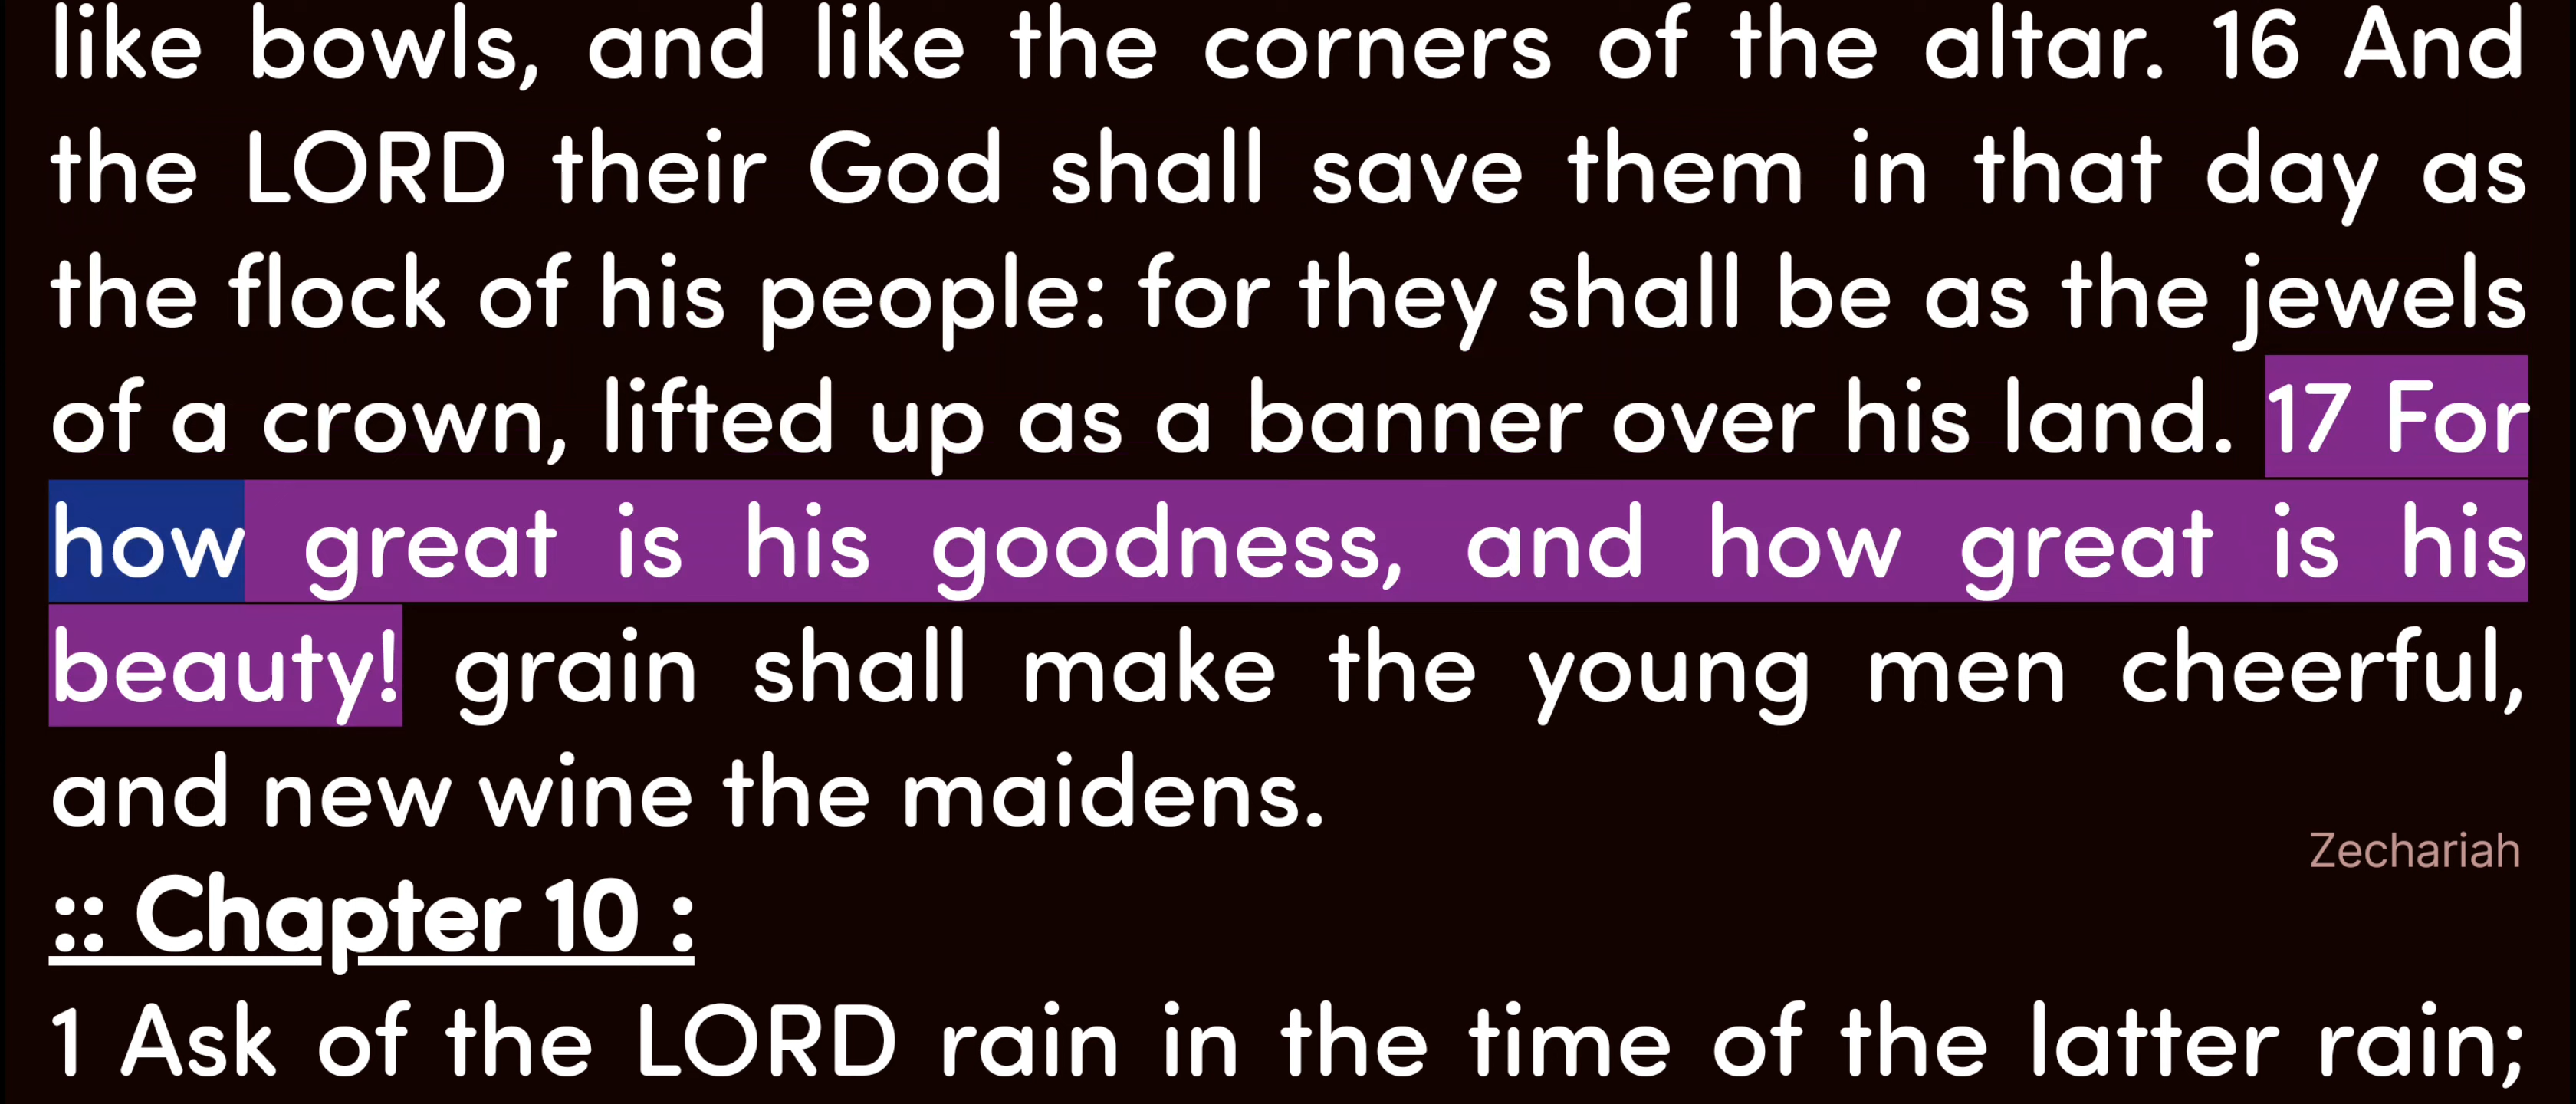 like bowls, and like the corners of the altar. 16 And
the LORD their God shall save them in that day as
the flock of his people: for they shall be as the jewels
of a crown, lifted up as a banner over his land. 17 For
how great is his goodness, and how great is his
beauty! grain shall make the young men cheerful,
and new wine the maidens.
Zechariah
:: Chapter 10 :
1 Ask of the LORD rain in the time of the latter rain;